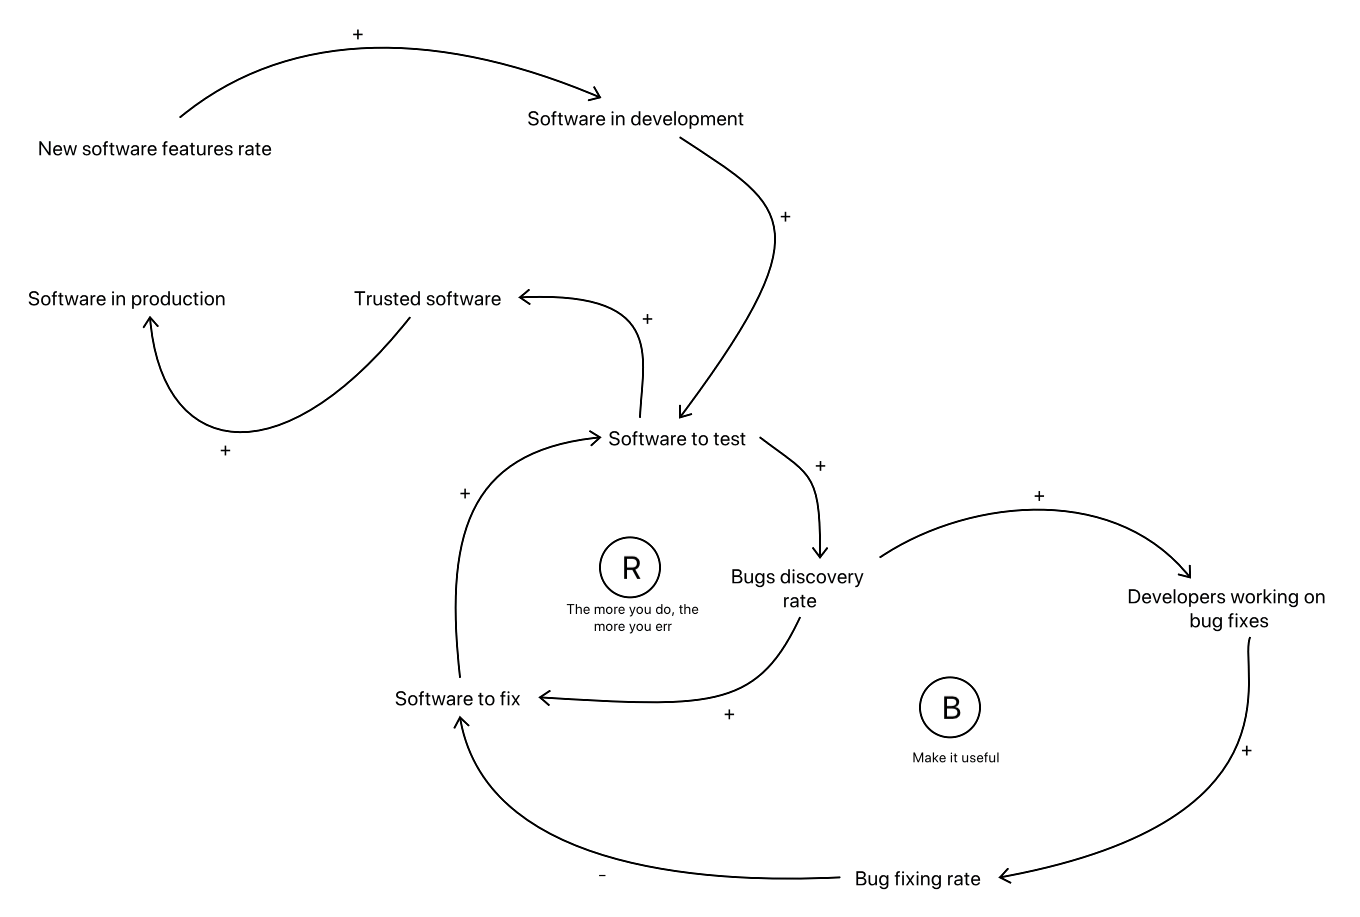 +
Software in development
New software features rate
+
Software in production
Trusted software
+
Software to test
+
+
+
+
R
Bugs discovery
rate
The more you do, the
more you err
Developers working on
bug fixes
Software to fix
+
B
+
Make it useful
–
Bug fixing rate